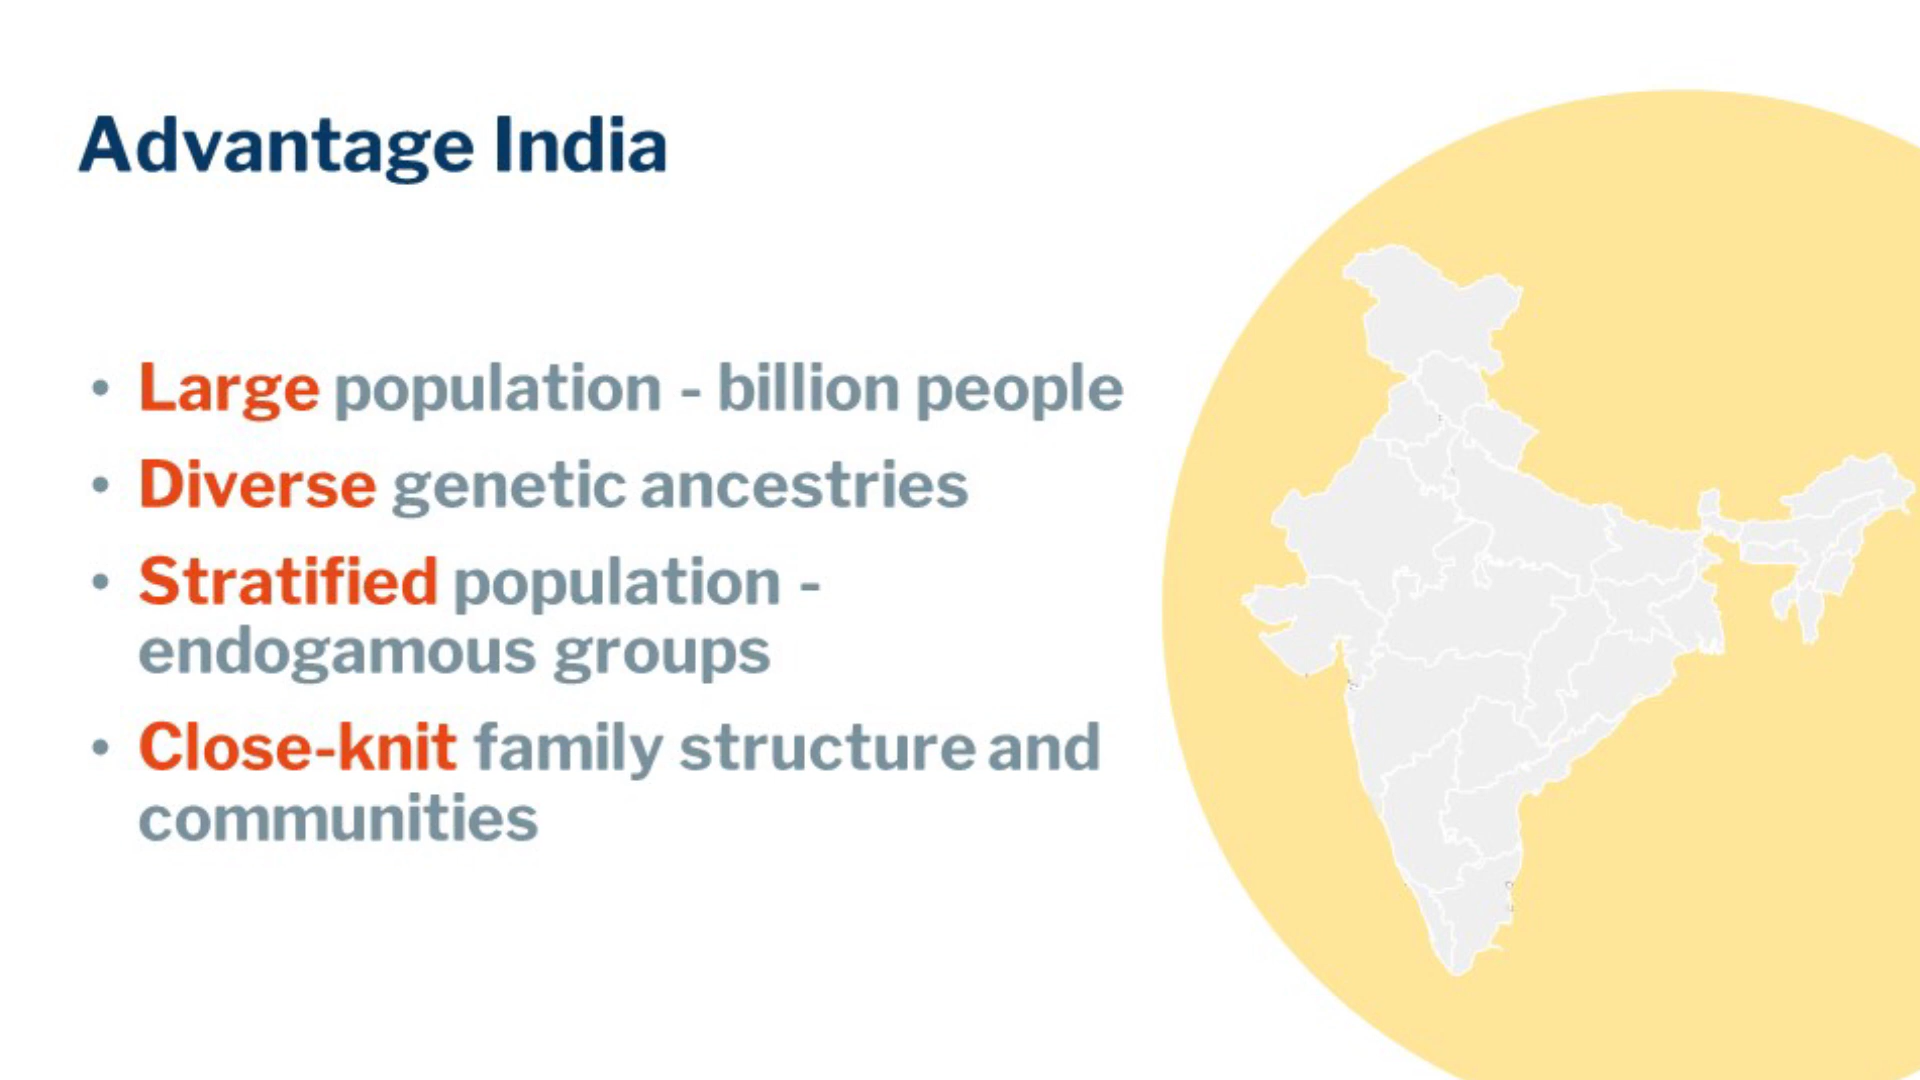 Advantage India
• Large population - billion people
• Diverse genetic ancestries
• Stratified population -
endogamous groups
• Close-knit family structure and
communities